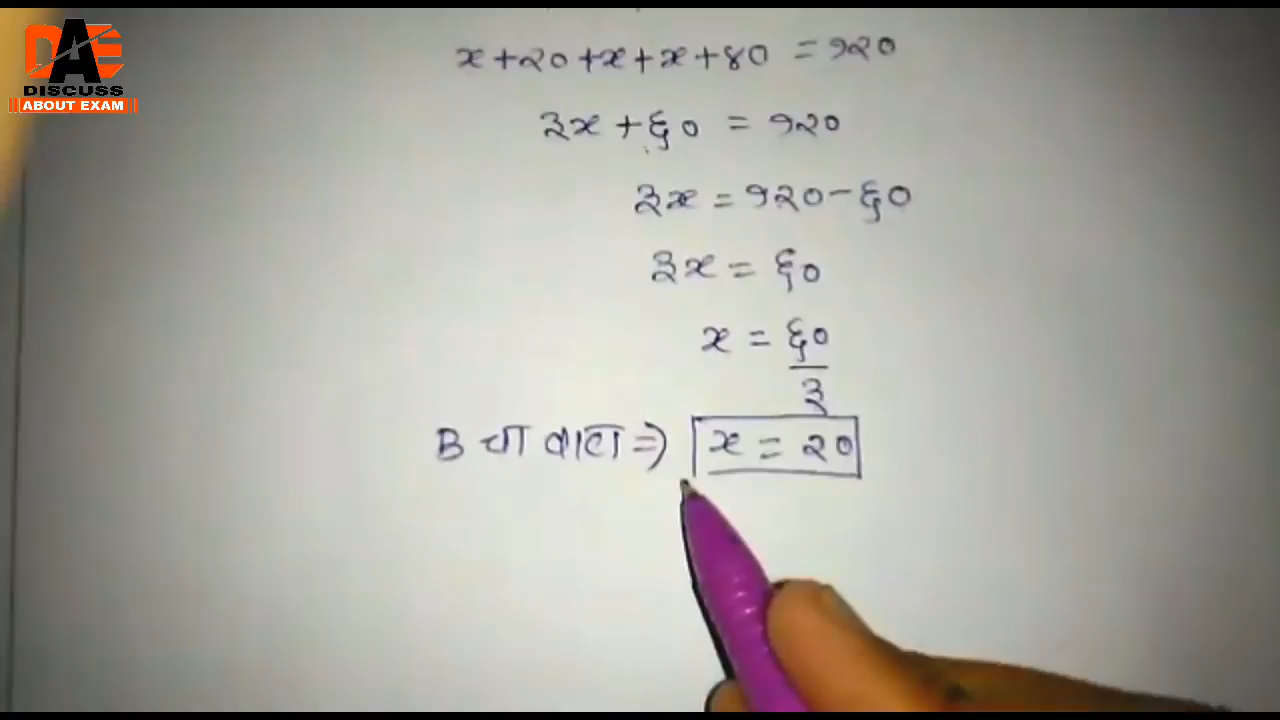 DAE
DISCUSS
ABOUT EXAM
x+२०+x+x+४० =१२०
३x+६० = १२०
३x = १२०-६०
३x = ६०
x = ६०
३
B चा वाटा ⇒ x = २०